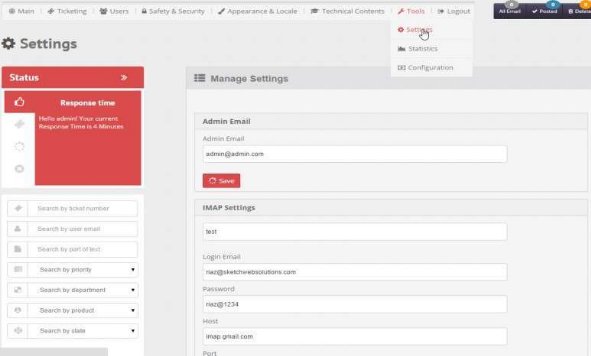 Main Ticketing Users Safety & Security Appearance & Locale Technical Contents Tools Logout
All Email Posted
Settings
Settings
Statistics
Configuration
Status »
Response time
Hello admin! Your current
Response Time is 4 Minutes
Search by ticket number
Search by user email
Search by part of text
Search by priority
Search by department
Search by product
Search by state
Manage Settings
Admin Email
Admin Email
admin@admin.com
Save
IMAP Settings
test
Login Email
riaz@sketchwebsolutions.com
Password
riaz@1234
Host
imap.gmail.com
Port